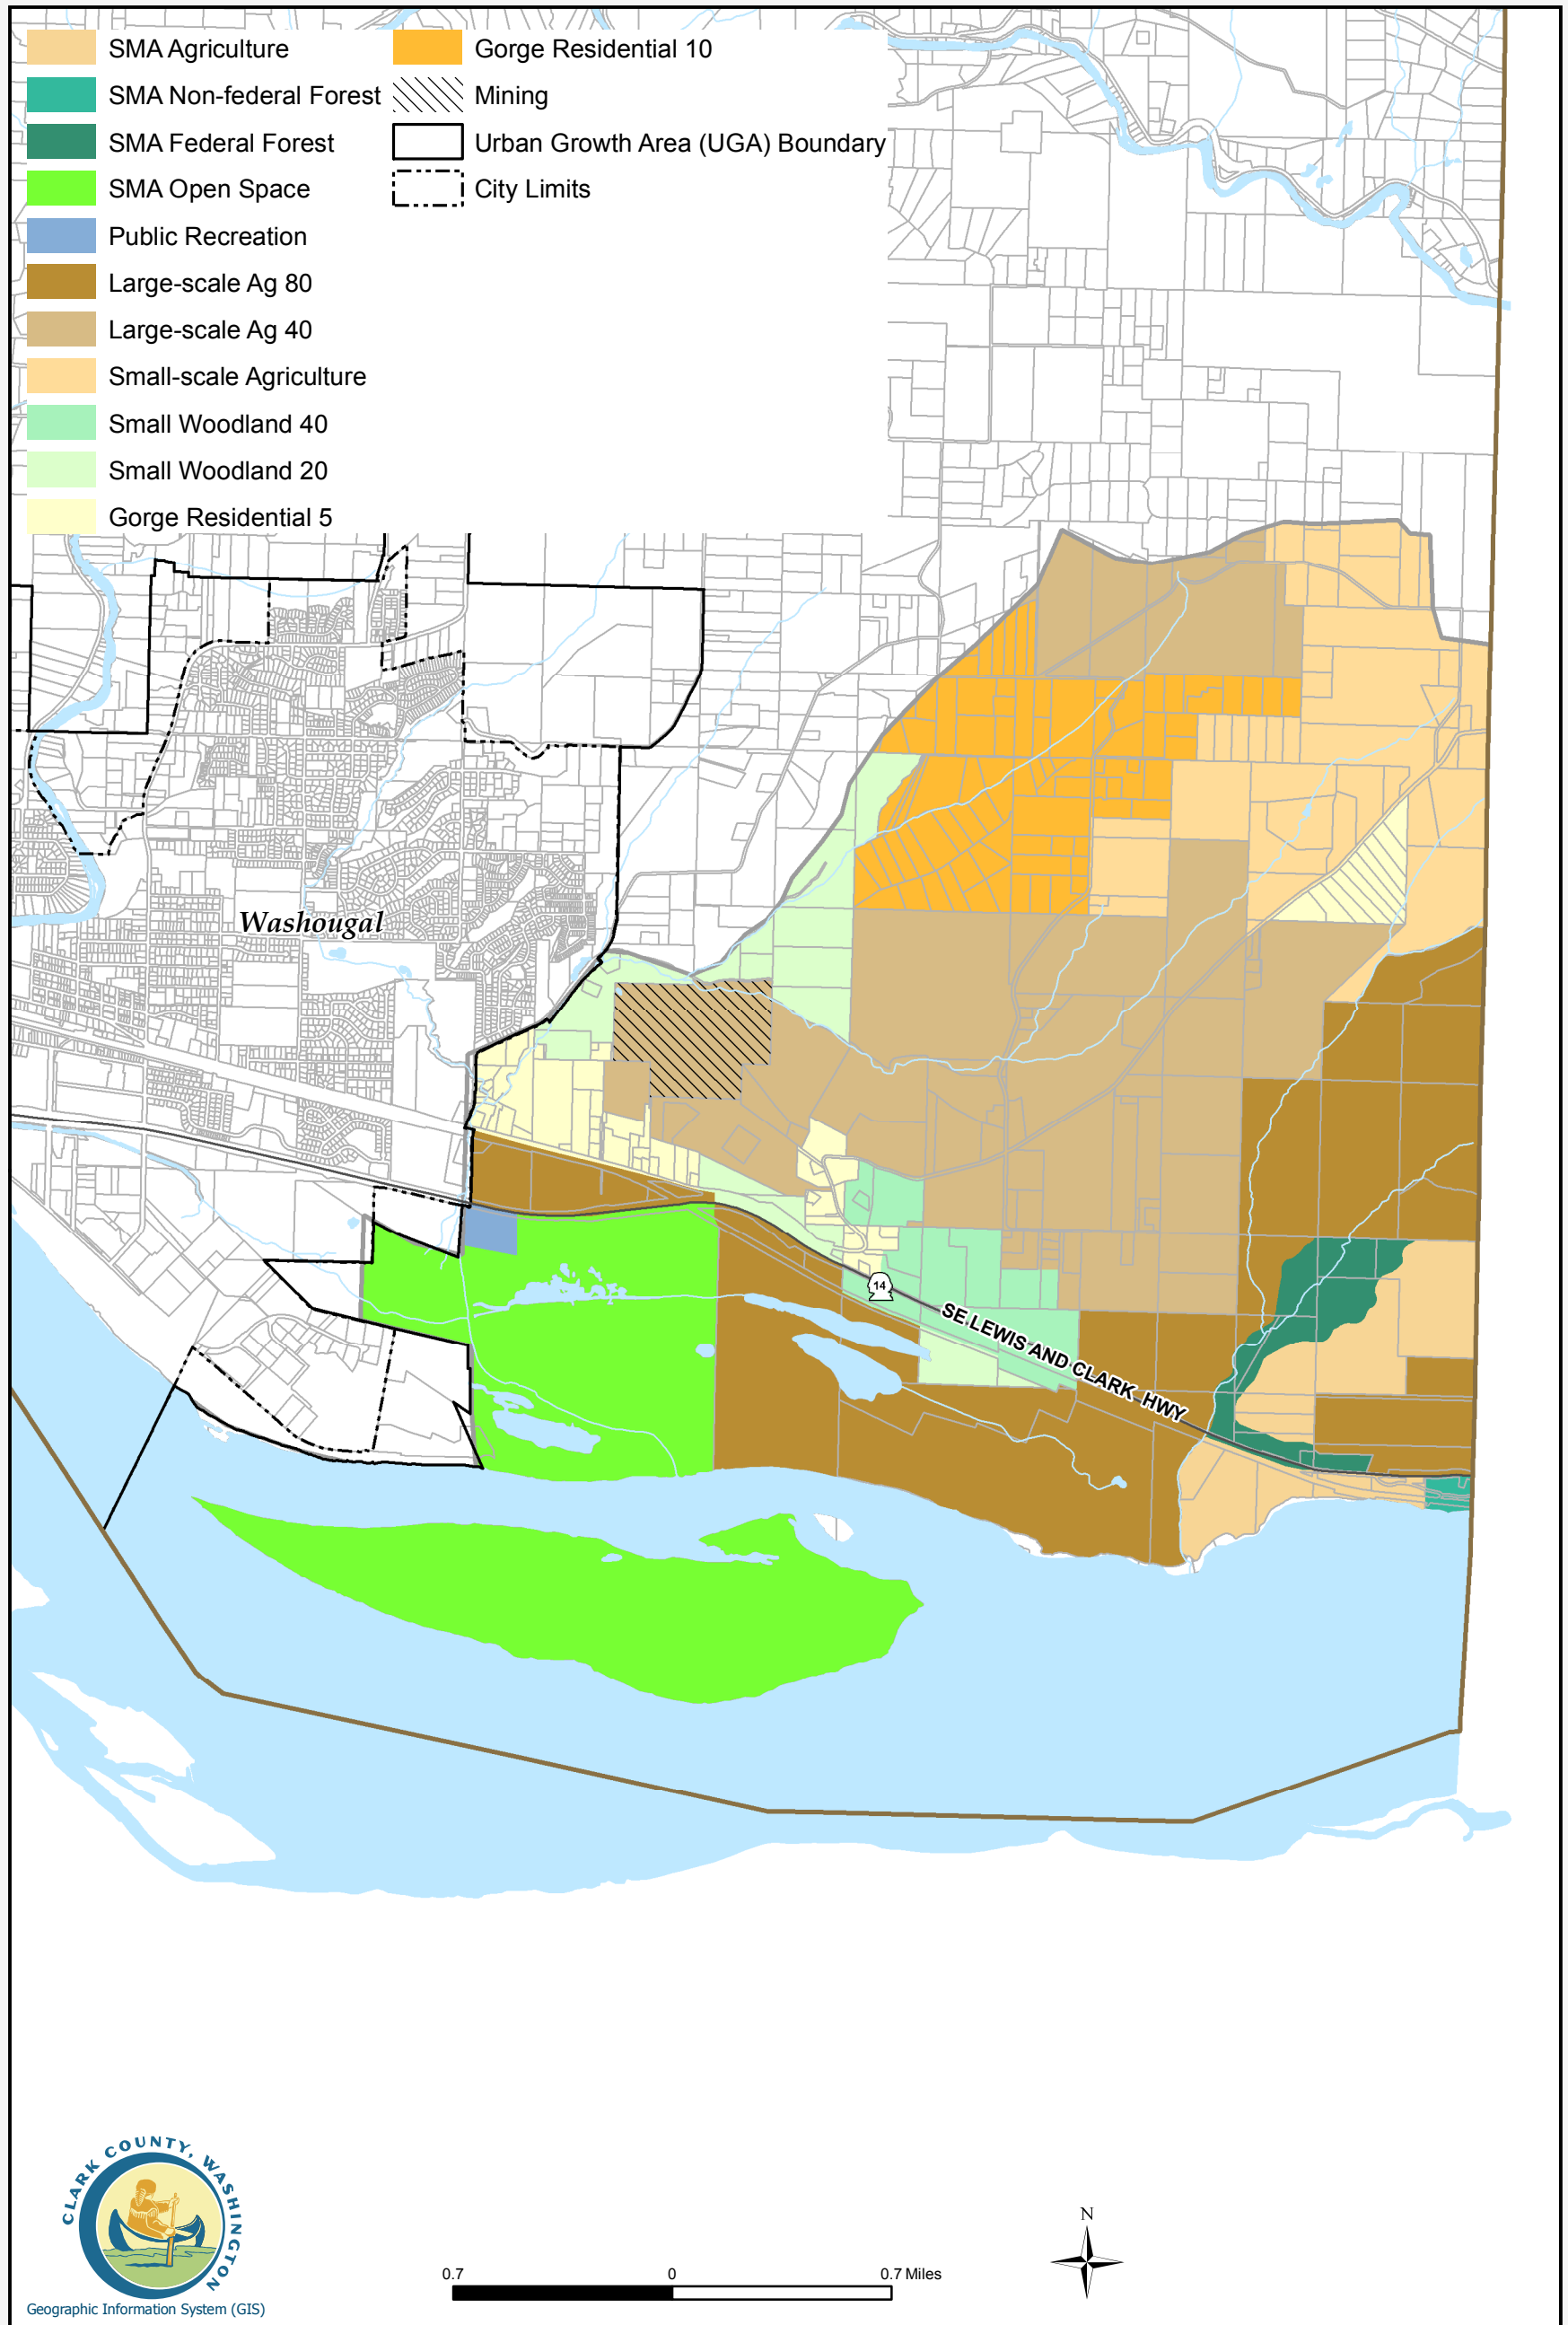 SMA Agriculture
SMA Non-federal Forest
SMA Federal Forest
SMA Open Space
Public Recreation
Large-scale Ag 80
Large-scale Ag 40
Small-scale Agriculture
Small Woodland 40
Small Woodland 20
Gorge Residential 5
Gorge Residential 10
Mining
Urban Growth Area (UGA) Boundary
City Limits
Washougal
14
SE LEWIS AND CLARK HWY
CLARK COUNTY, WASHINGTON
Geographic Information System (GIS)
0.7 0 0.7 Miles
N